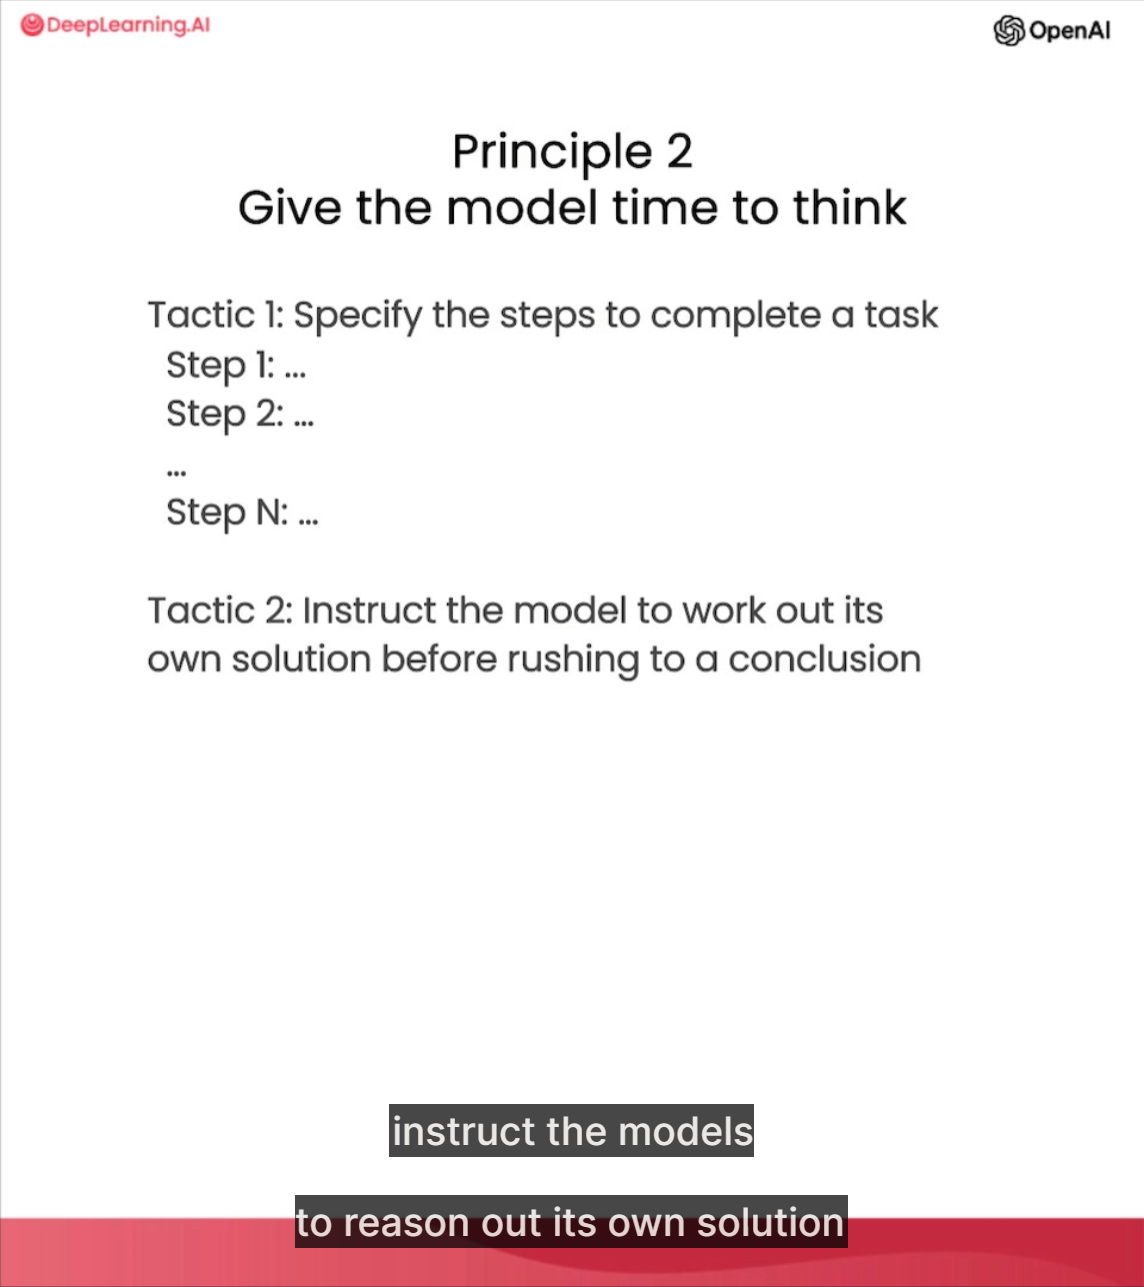 DeepLearning.AI
OpenAI
Principle 2
Give the model time to think
Tactic 1: Specify the steps to complete a task
Step 1: ...
Step 2: ...
...
Step N: ...
Tactic 2: Instruct the model to work out its
own solution before rushing to a conclusion
instruct the models
to reason out its own solution